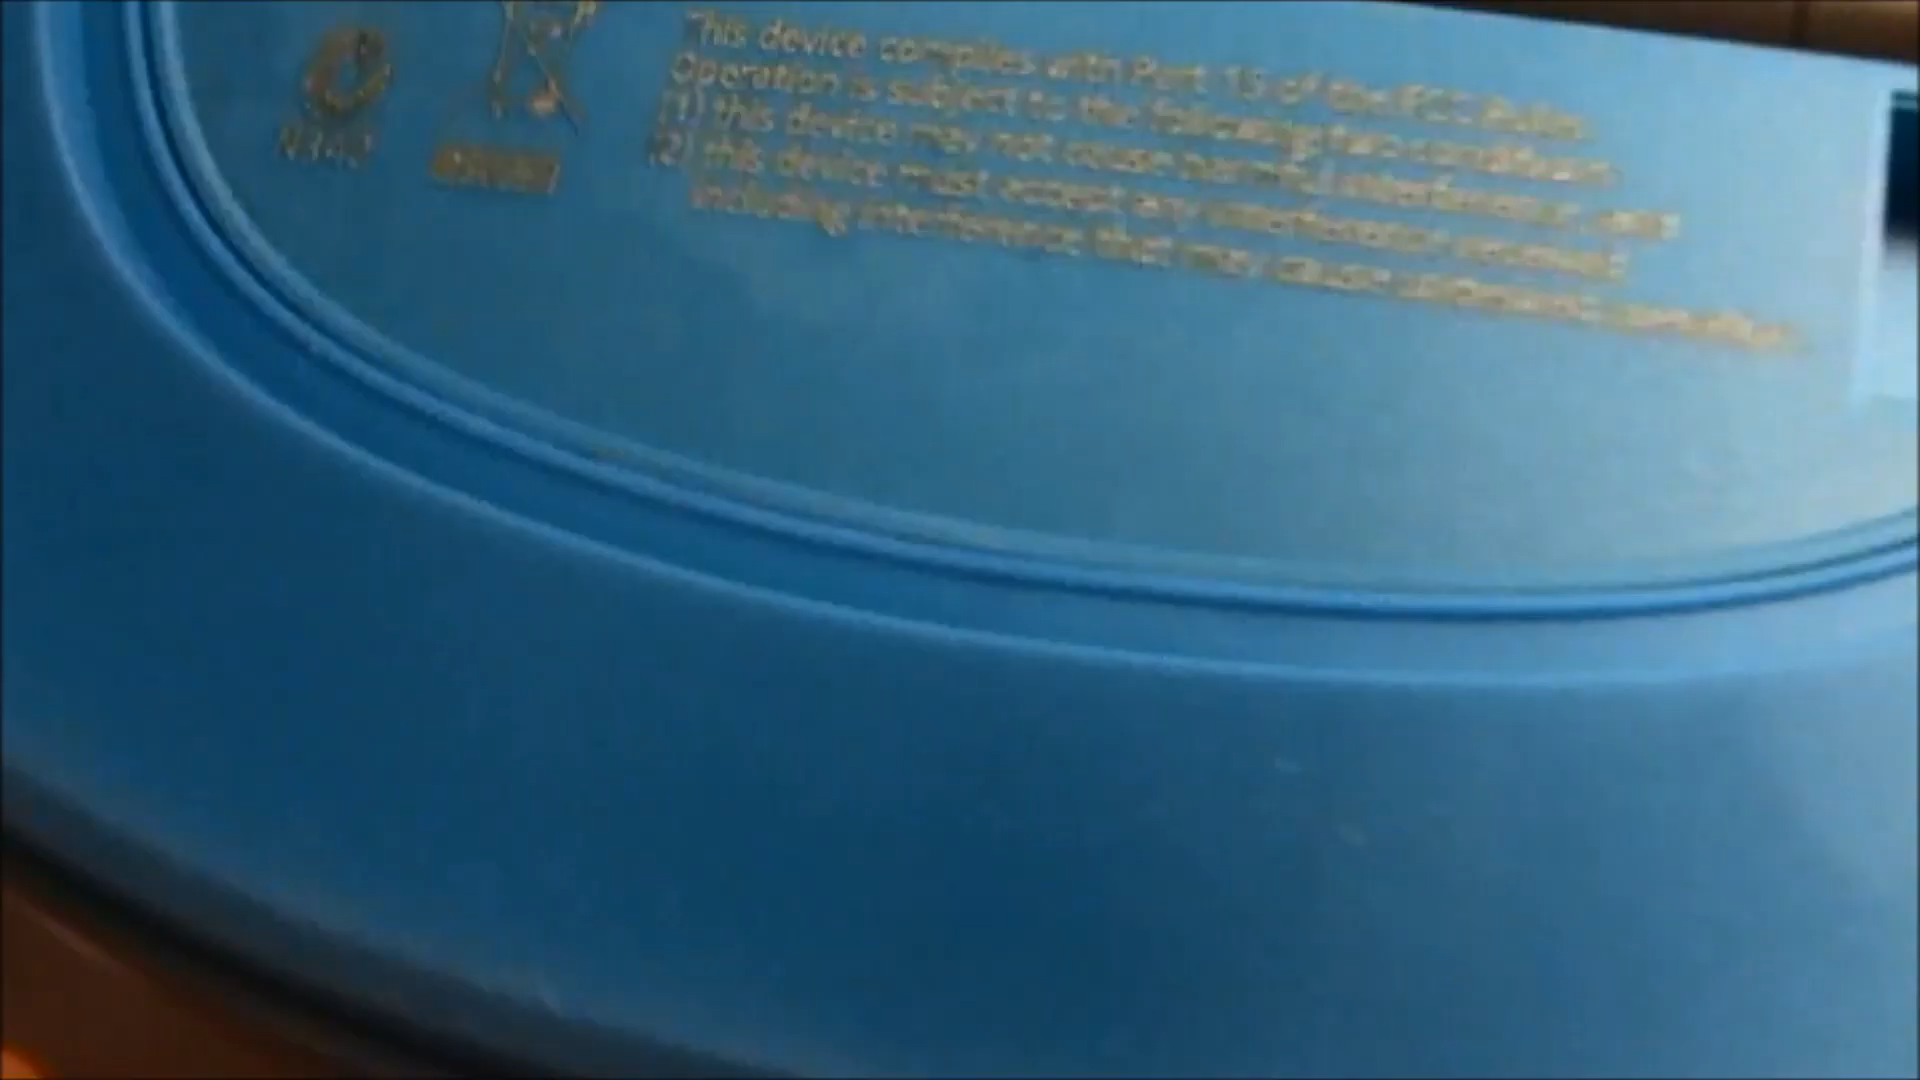 This device complies with Part 15 of the FCC Rules.
Operation is subject to the following two conditions:
(1) this device may not cause harmful interference, and
(2) this device must accept any interference received,
including interference that may cause undesired operation.